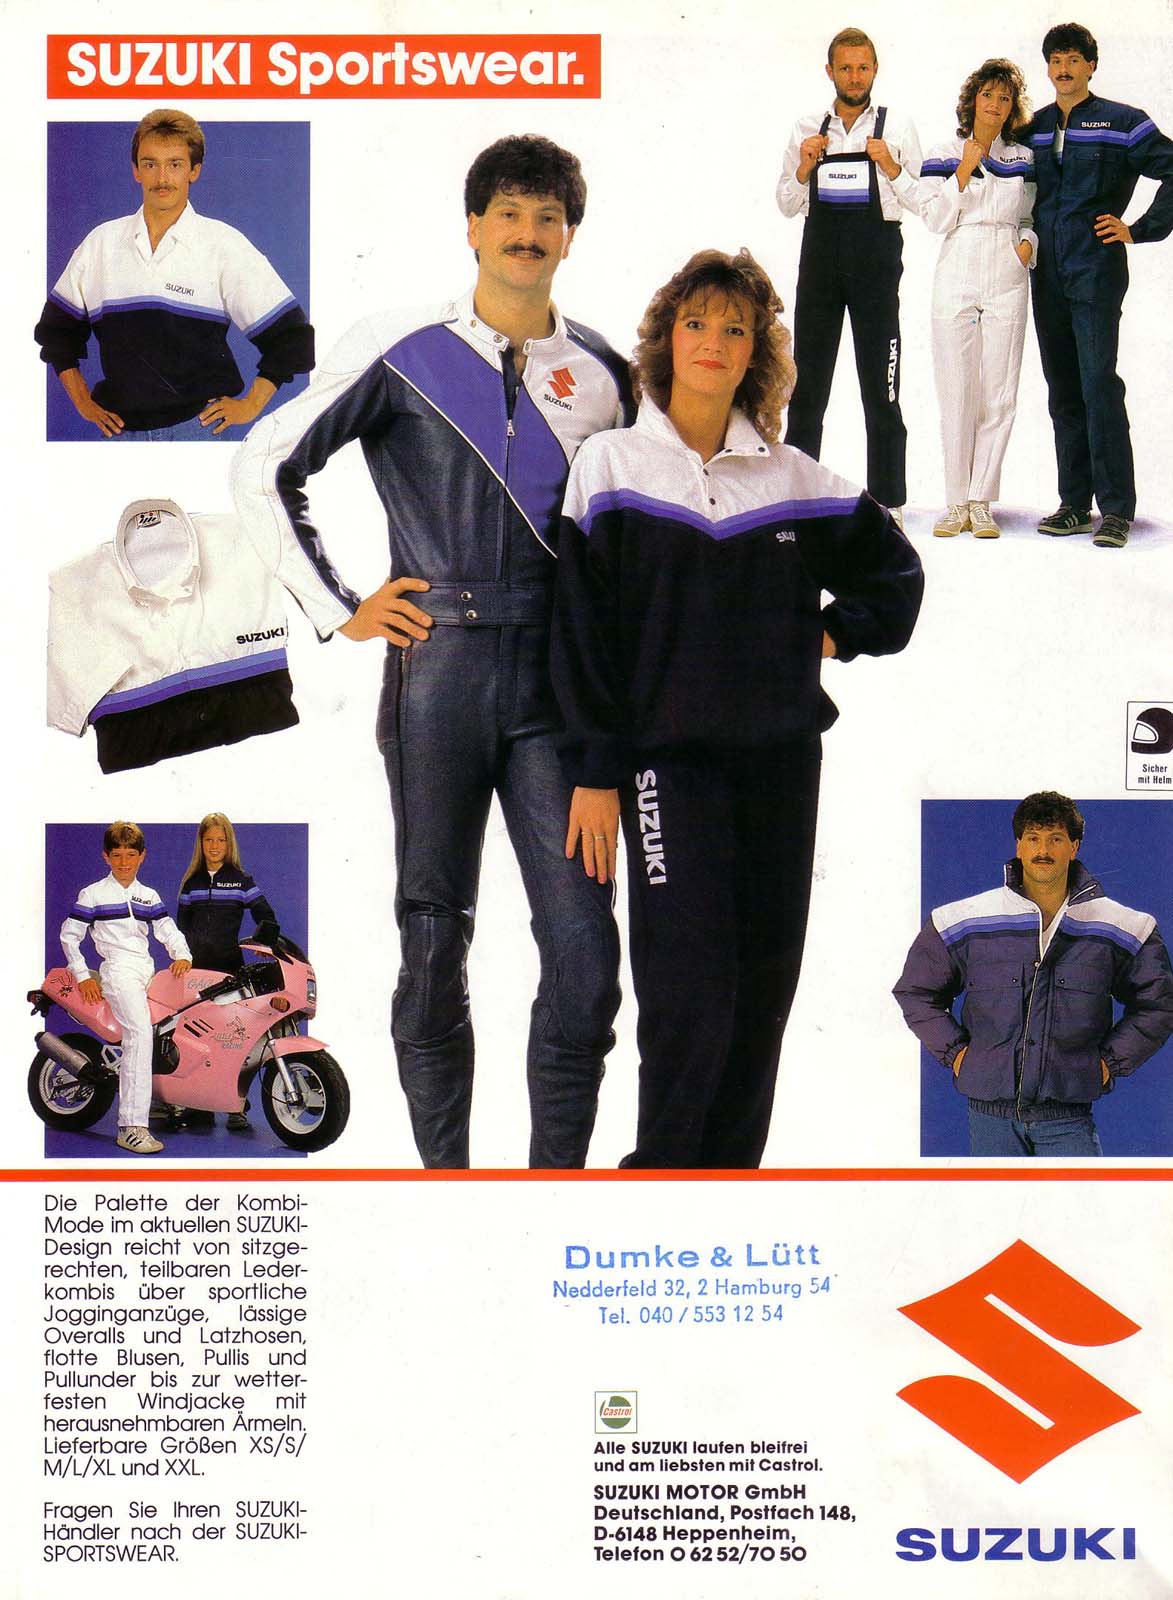 SUZUKI Sportswear.
SUZUKI
SUZUKI
SUZUKI
SUZUKI
SUZUKI
SUZUKI
SUZUKI
SUZUKI
SUZUKI
SUZUKI
Sicher
mit Helm
Die Palette der Kombi-
Mode im aktuellen SUZUKI-
Design reicht von sitzge-
rechten, teilbaren Leder-
kombis über sportliche
Jogginganzüge, lässige
Overalls und Latzhosen,
flotte Blusen, Pullis und
Pullunder bis zur wetter-
festen Windjacke mit
herausnehmbaren Ärmeln.
Lieferbare Größen XS/S/
M/L/XL und XXL.
Fragen Sie Ihren SUZUKI-
Händler nach der SUZUKI-
SPORTSWEAR.
Dumke & Lütt
Nedderfeld 32, 2 Hamburg 54
Tel. 040 / 553 12 54
Castrol
Alle SUZUKI laufen bleifrei
und am liebsten mit Castrol.
SUZUKI MOTOR GmbH
Deutschland, Postfach 148,
D-6148 Heppenheim,
Telefon 0 62 52/70 50
SUZUKI